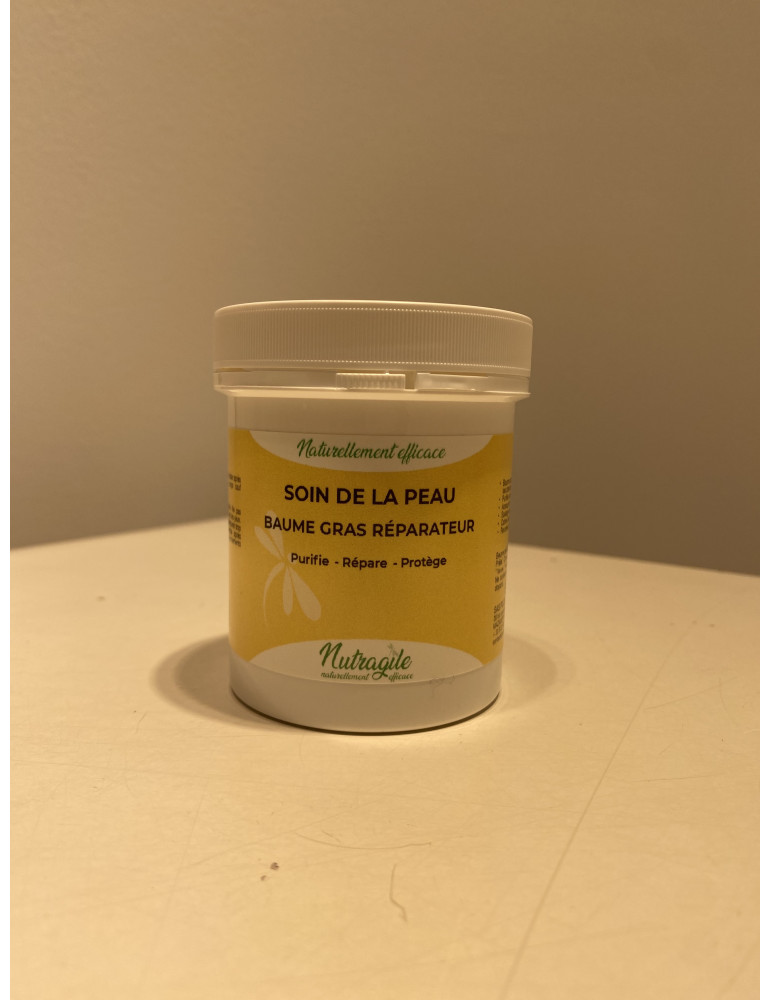 Naturellement efficace
SOIN DE LA PEAU
BAUME GRAS RÉPARATEUR
Purifie - Répare - Protège
Nutragile
naturellement efficace